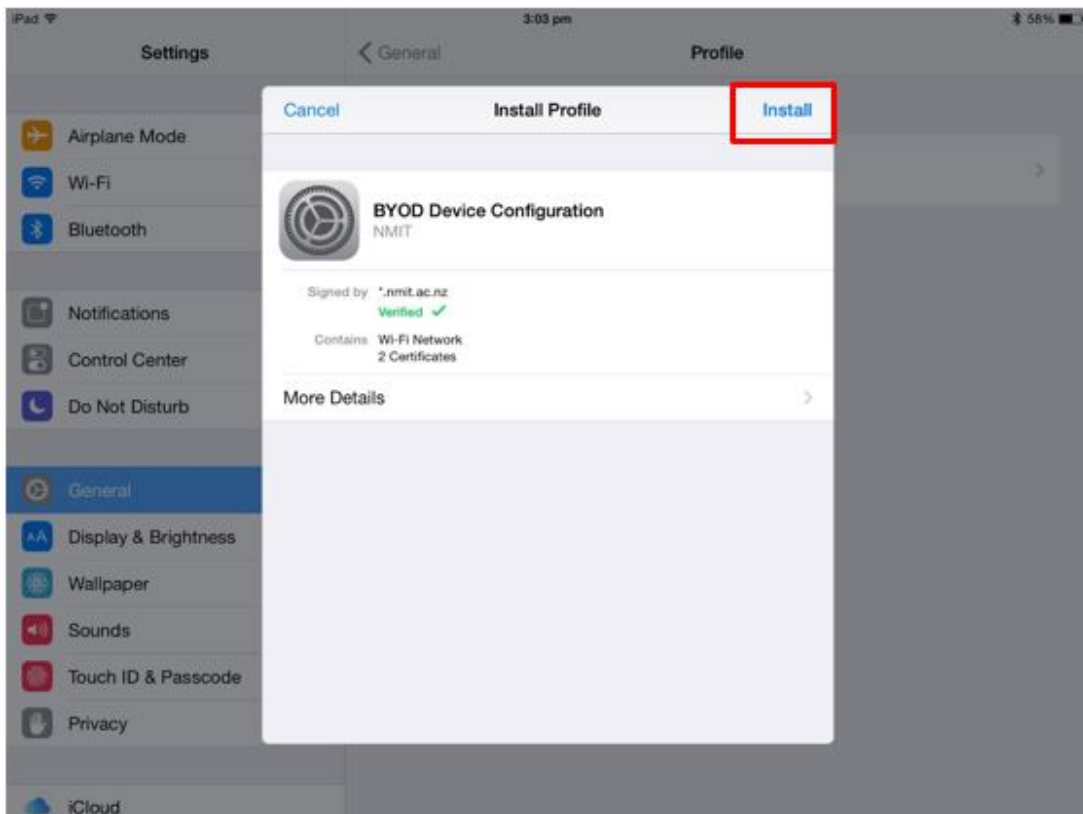 iPad 3:03 pm 58%
Settings
General Profile
Cancel Install Profile Install
Airplane Mode
Wi-Fi
Bluetooth
Notifications
Control Center
Do Not Disturb
General
Display & Brightness
Wallpaper
Sounds
Touch ID & Passcode
Privacy
iCloud
BYOD Device Configuration
NMIT
Signed by *.nmit.ac.nz
Verified
Contains Wi-Fi Network
2 Certificates
More Details